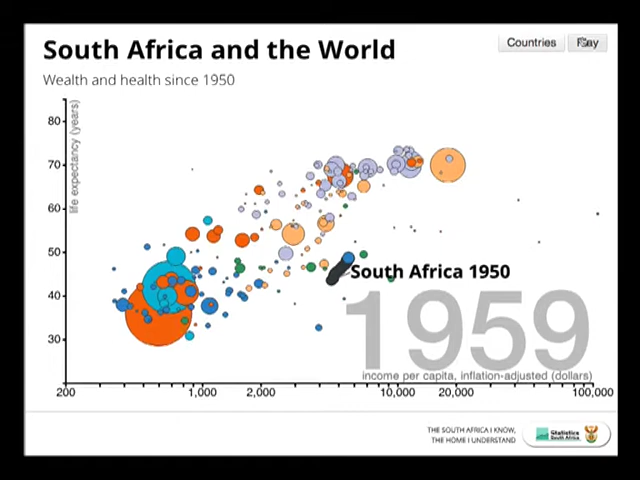 South Africa and the World
Countries
Wealth and health since 1950
life expectancy (years)
80
70
60
50
40
30
South Africa 1950
1959
income per capita, inflation-adjusted (dollars)
200
1,000
2,000
10,000
20,000
100,000
THE SOUTH AFRICA I KNOW,
THE HOME I UNDERSTAND
Statistics
South Africa